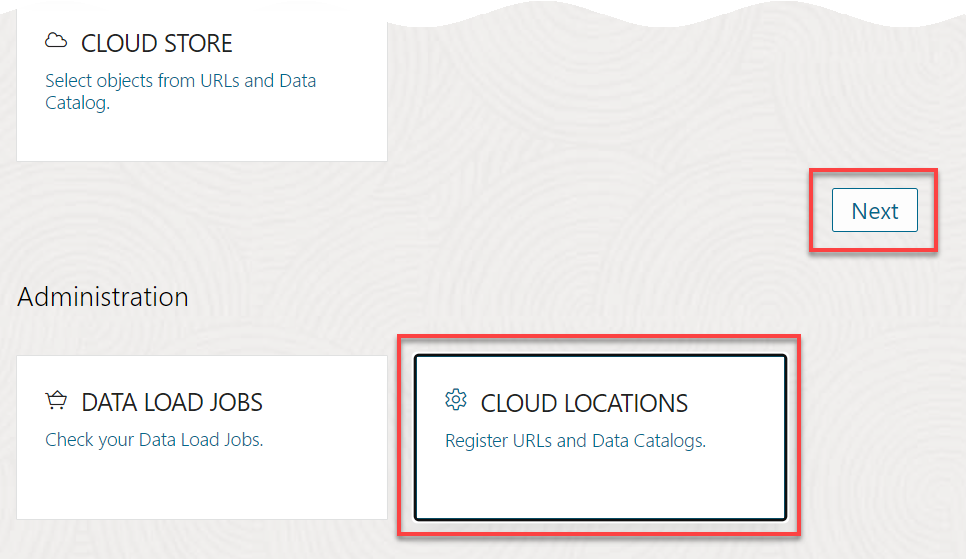 CLOUD STORE
Select objects from URLs and Data
Catalog.
Next
Administration
DATA LOAD JOBS
Check your Data Load Jobs.
CLOUD LOCATIONS
Register URLs and Data Catalogs.